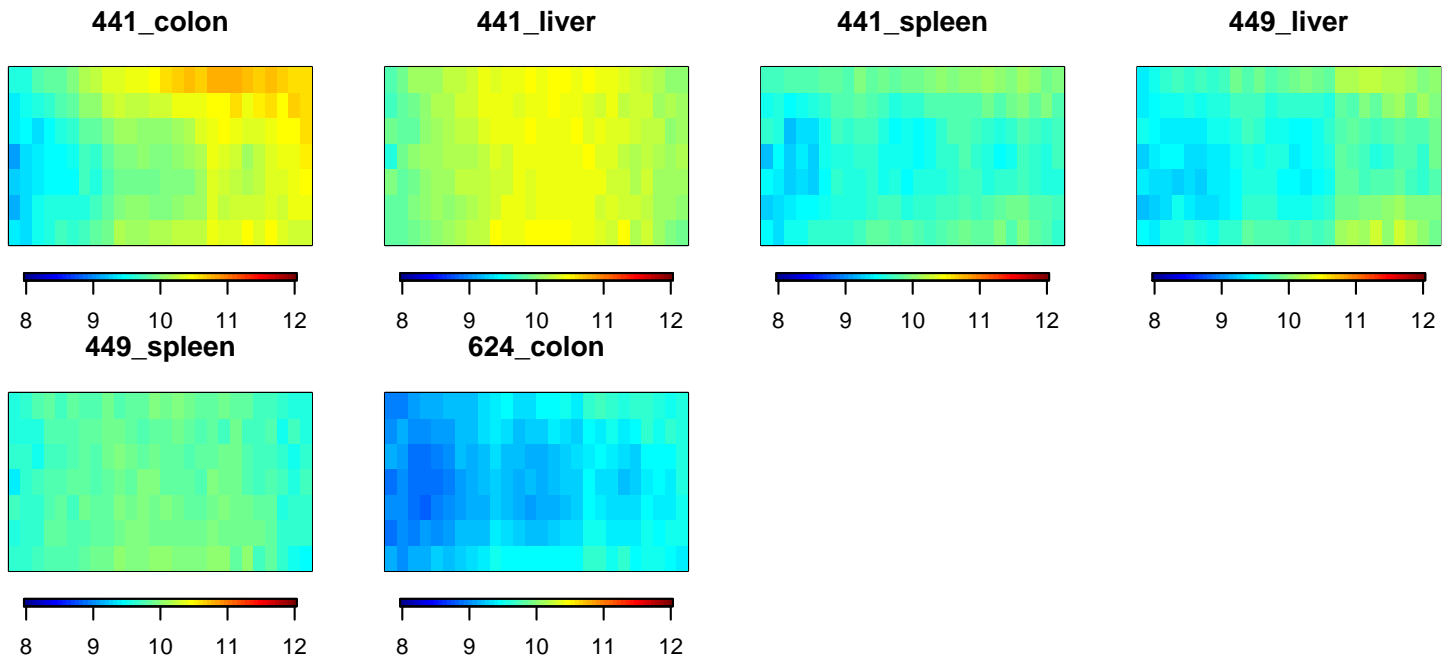 441_colon 441_liver 441_spleen 449_liver
8 9 10 11 12 8 9 10 11 12 8 9 10 11 12 8 9 10 11 12
449_spleen 624_colon
8 9 10 11 12 8 9 10 11 12